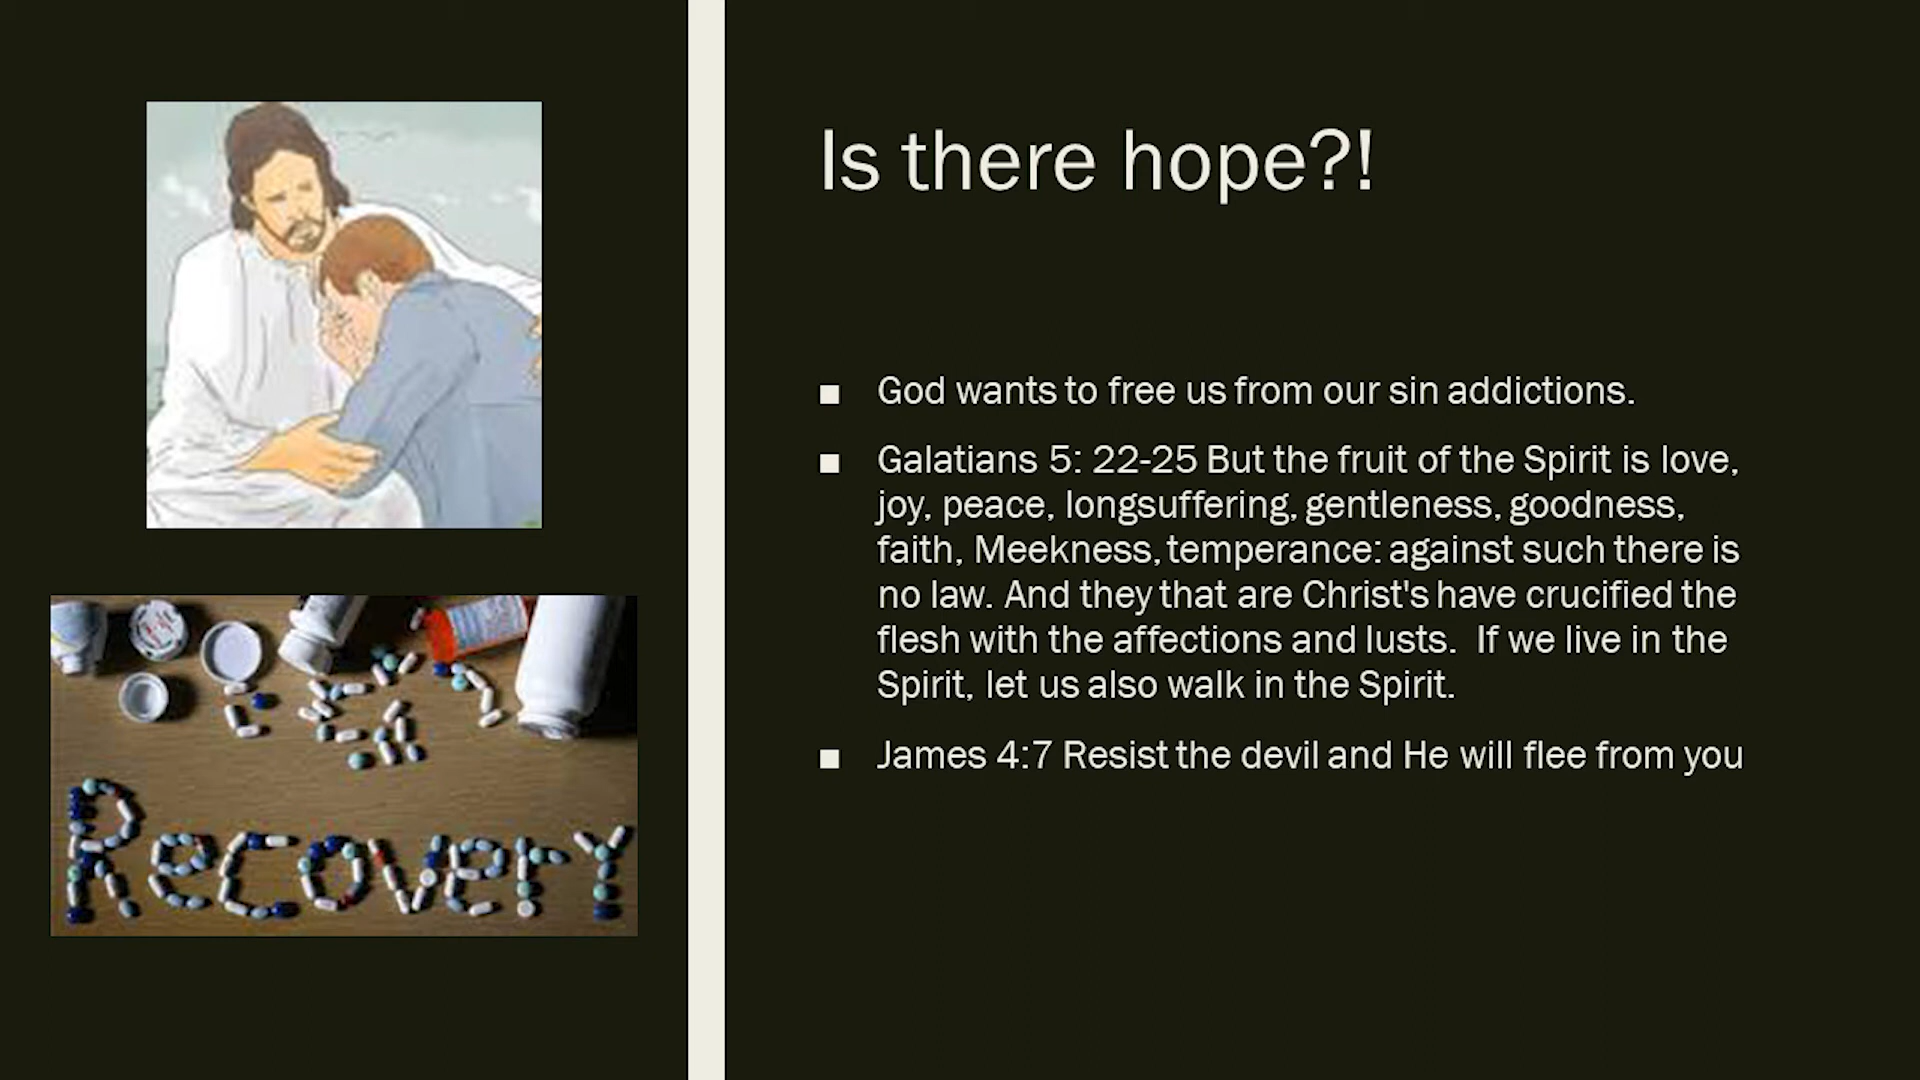 Is there hope?!
God wants to free us from our sin addictions.
Galatians 5: 22-25 But the fruit of the Spirit is love,
joy, peace, longsuffering, gentleness, goodness,
faith, Meekness, temperance: against such there is
no law. And they that are Christ's have crucified the
flesh with the affections and lusts.  If we live in the
Spirit, let us also walk in the Spirit.
James 4:7 Resist the devil and He will flee from you
Recovery